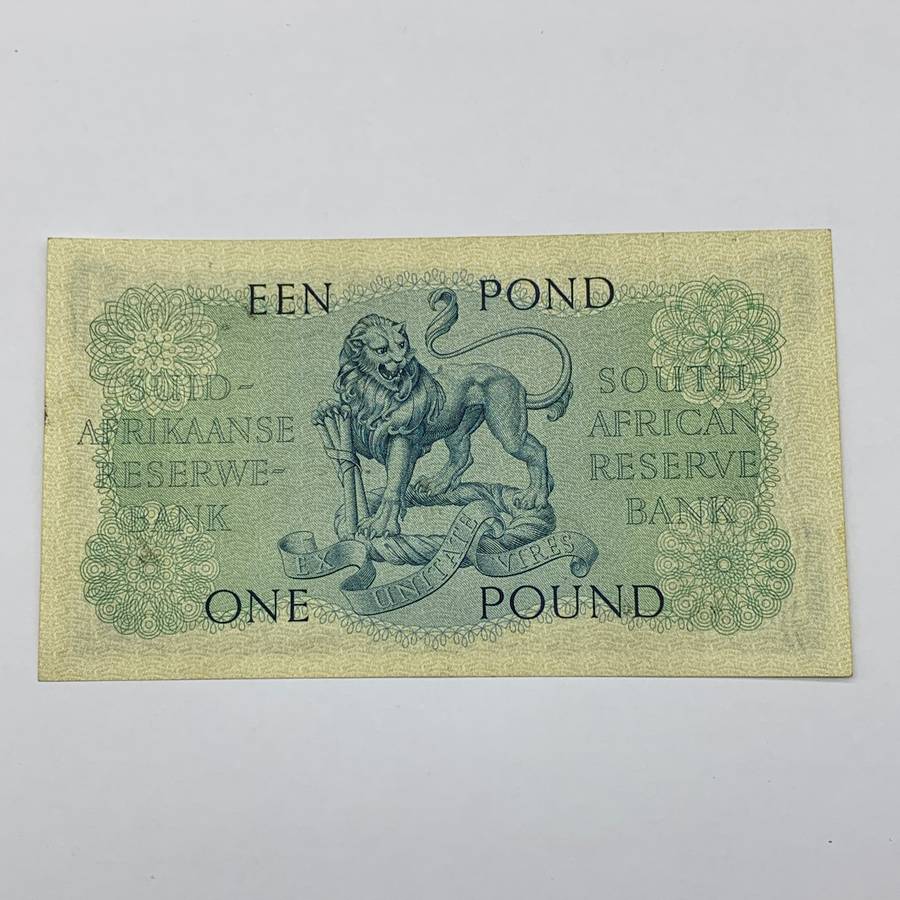 EEN POND
SUID-
AFRIKAANSE
RESERWE-
BANK
SOUTH
AFRICAN
RESERVE
BANK
EX UNITATE VIRES
ONE POUND